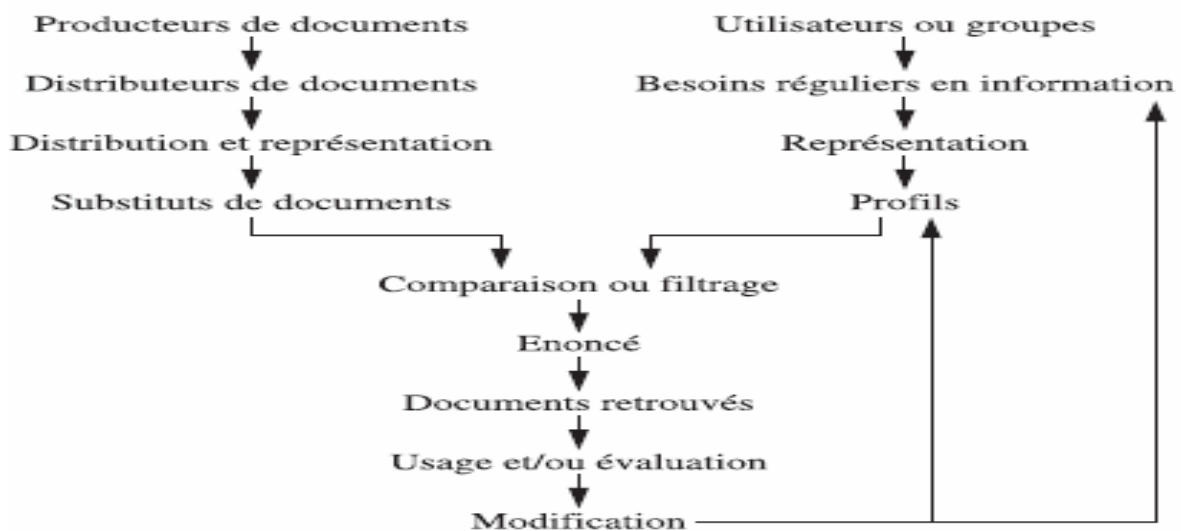 Producteurs de documents
Utilisateurs ou groupes
Distributeurs de documents
Besoins réguliers en information
Distribution et représentation
Représentation
Substituts de documents
Profils
Comparaison ou filtrage
Enoncé
Documents retrouvés
Usage et/ou évaluation
Modification